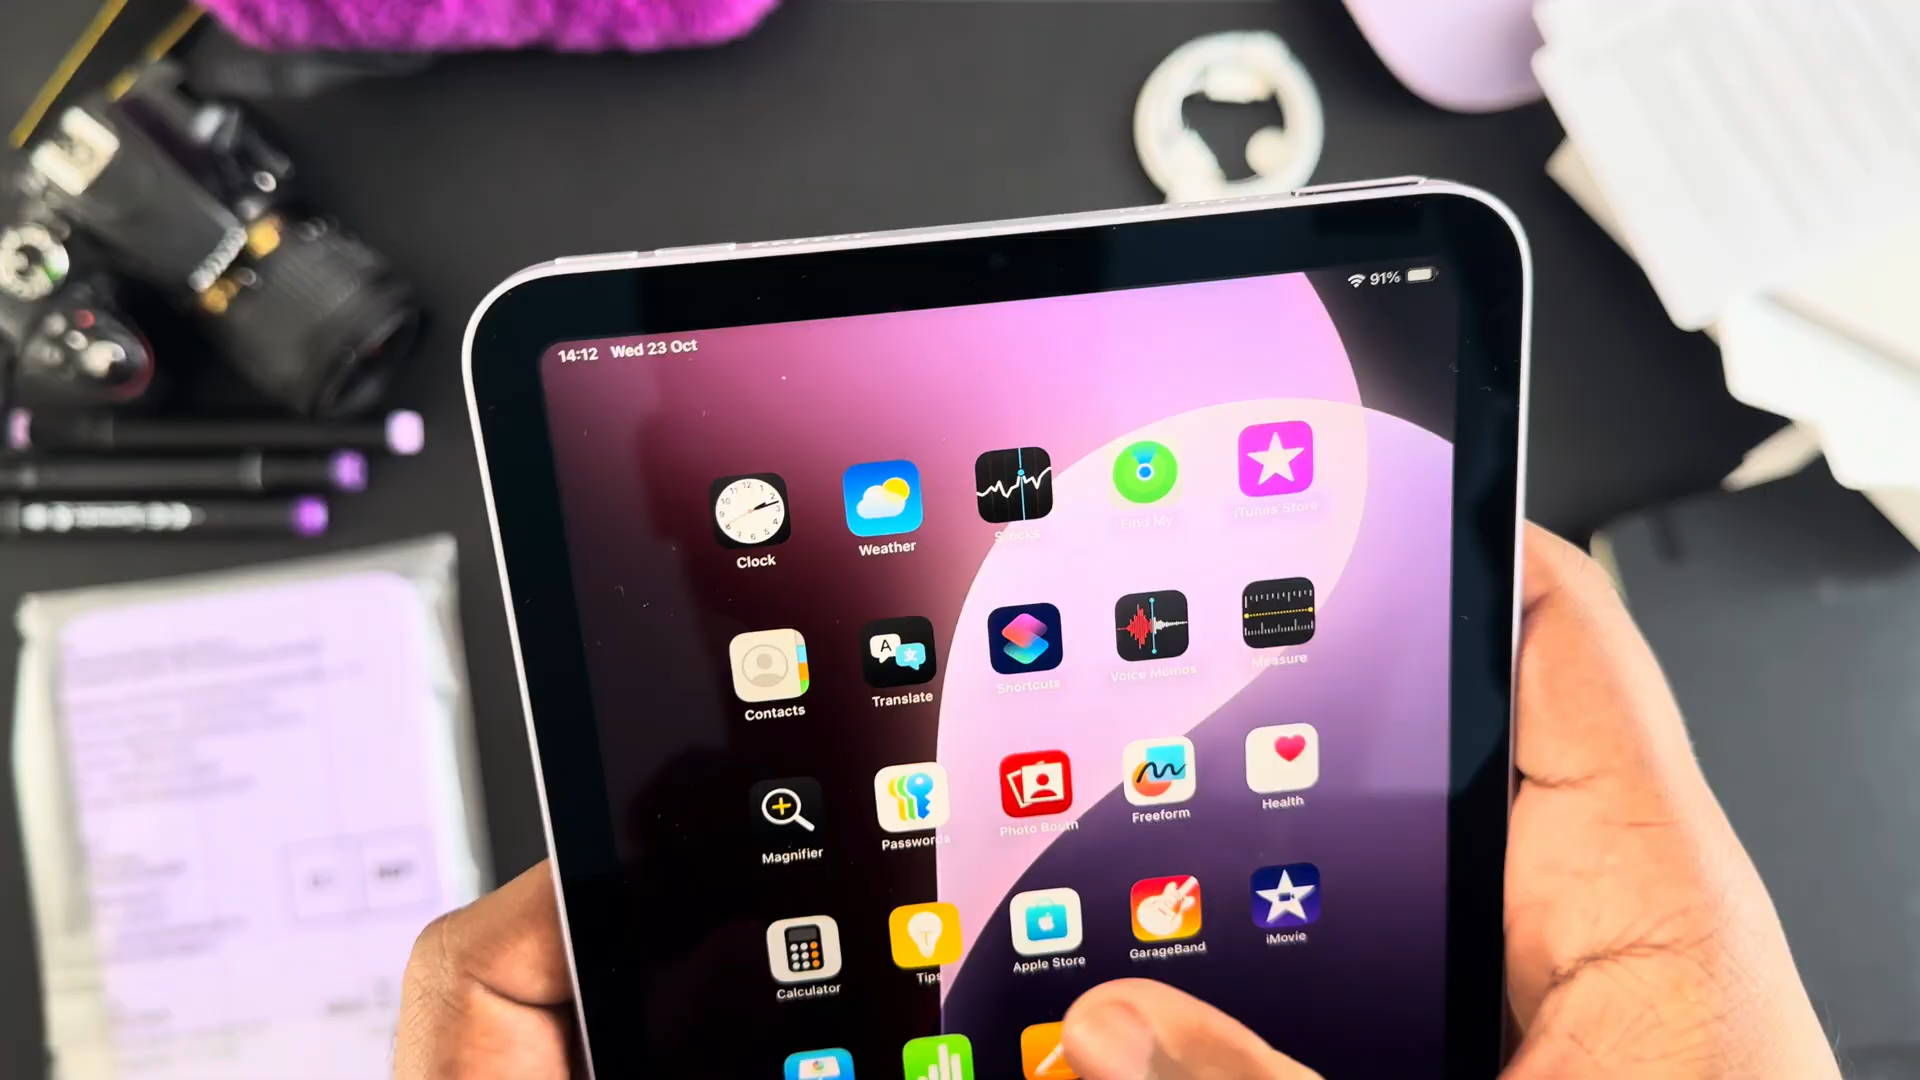 14:12 Wed 23 Oct
91%
Clock
Weather
Stocks
Find My
iTunes Store
Contacts
Translate
Shortcuts
Voice Memos
Measure
Magnifier
Passwords
Photo Booth
Freeform
Health
Calculator
Tips
Apple Store
GarageBand
iMovie